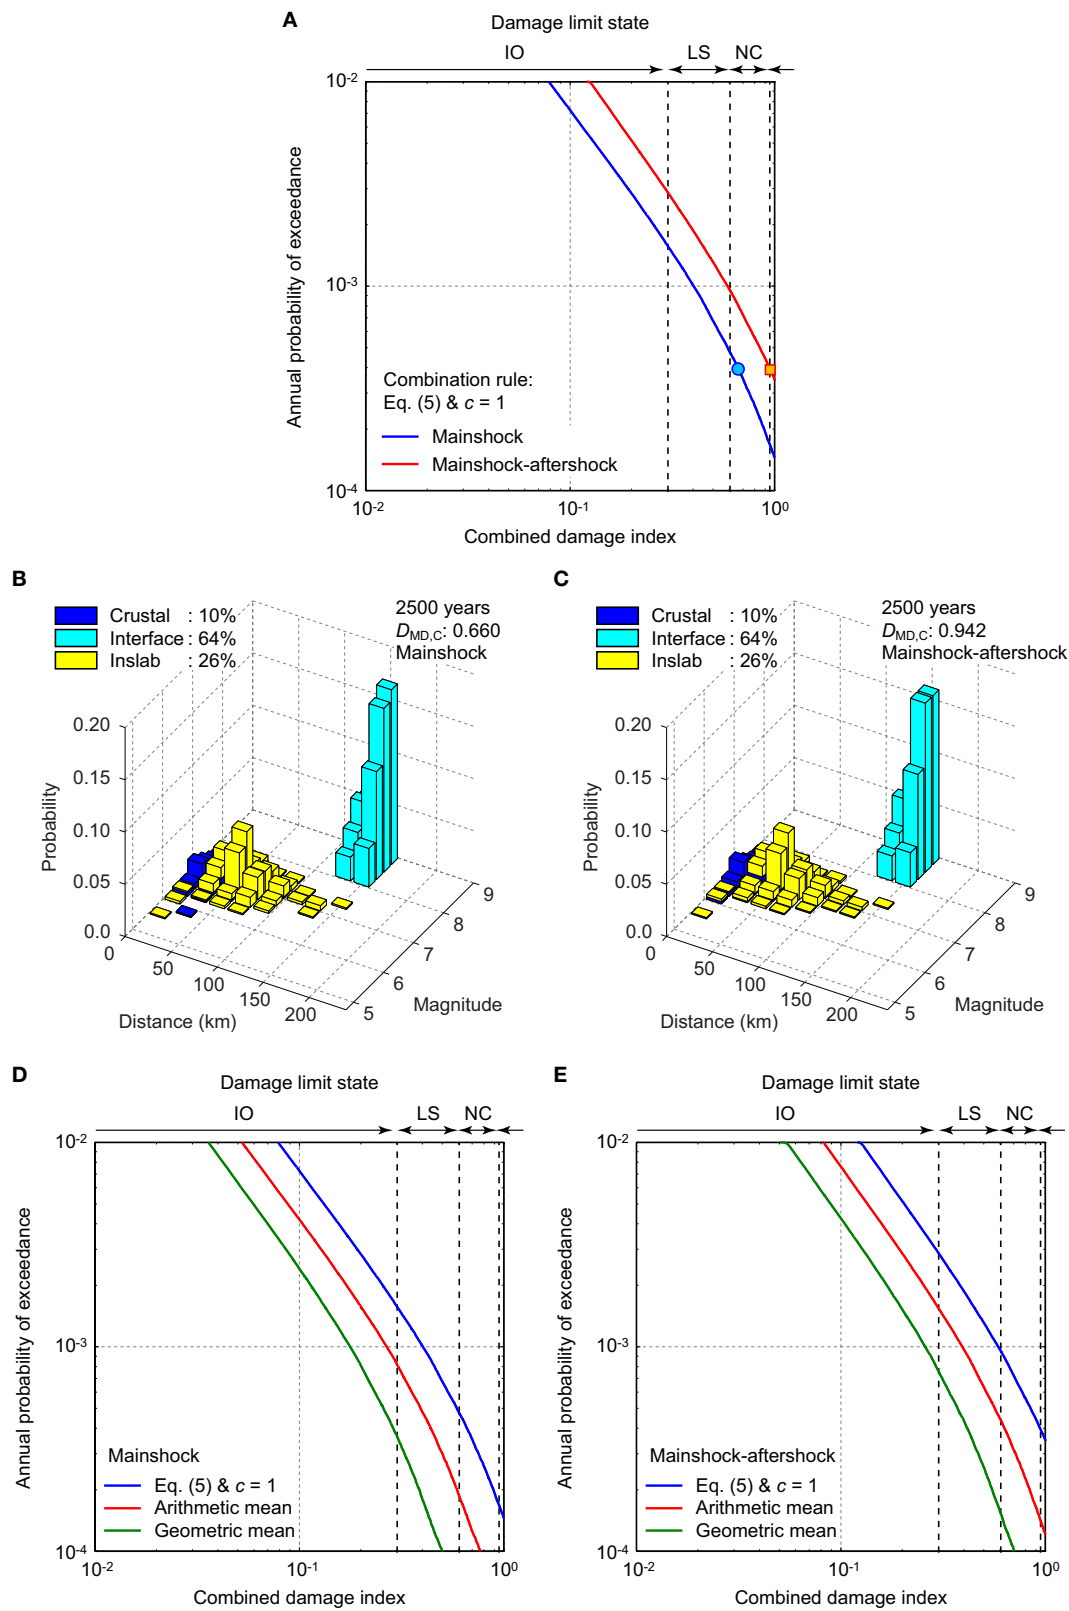 A
Damage limit state
IO LS NC
10-2
10-3
10-4
Annual probability of exceedance
Combination rule:
Eq. (5) & c = 1
Mainshock
Mainshock-aftershock
10-2 10-1 100
Combined damage index
B
Crustal : 10%
Interface : 64%
Inslab : 26%
2500 years
DMD,C: 0.660
Mainshock
0.20
0.15
0.10
0.05
0.0
Probability
0 50 100 150 200
Distance (km)
5 6 7 8 9
Magnitude
C
Crustal : 10%
Interface : 64%
Inslab : 26%
2500 years
DMD,C: 0.942
Mainshock-aftershock
0.20
0.15
0.10
0.05
0.0
Probability
0 50 100 150 200
Distance (km)
5 6 7 8 9
Magnitude
D
Damage limit state
IO LS NC
10-2
10-3
10-4
Annual probability of exceedance
Mainshock
Eq. (5) & c = 1
Arithmetic mean
Geometric mean
10-2 10-1 100
Combined damage index
E
Damage limit state
IO LS NC
10-2
10-3
10-4
Annual probability of exceedance
Mainshock-aftershock
Eq. (5) & c = 1
Arithmetic mean
Geometric mean
10-2 10-1 100
Combined damage index